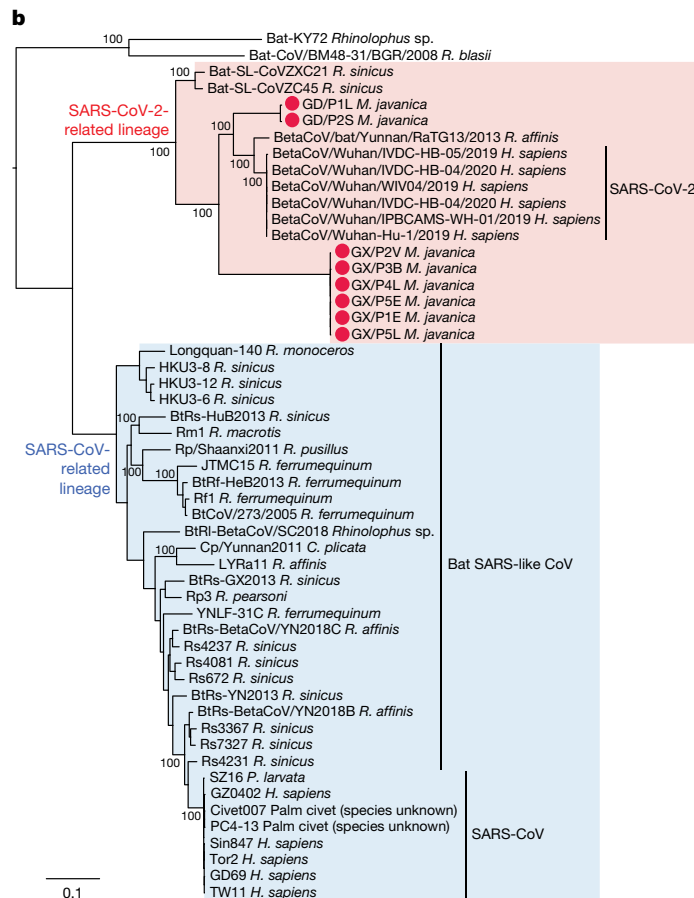 b
100
Bat-KY72 Rhinolophus sp.
Bat-CoV/BM48-31/BGR/2008 R. blasii
100
Bat-SL-CoVZXC21 R. sinicus
Bat-SL-CoVZC45 R. sinicus
SARS-CoV-2-
related lineage
100
GD/P1L M. javanica
GD/P2S M. javanica
100
BetaCoV/bat/Yunnan/RaTG13/2013 R. affinis
100
BetaCoV/Wuhan/IVDC-HB-05/2019 H. sapiens
BetaCoV/Wuhan/IVDC-HB-04/2020 H. sapiens
100
BetaCoV/Wuhan/WIV04/2019 H. sapiens
SARS-CoV-2
BetaCoV/Wuhan/IVDC-HB-04/2020 H. sapiens
100
BetaCoV/Wuhan/IPBCAMS-WH-01/2019 H. sapiens
BetaCoV/Wuhan-Hu-1/2019 H. sapiens
GX/P2V M. javanica
GX/P3B M. javanica
GX/P4L M. javanica
GX/P5E M. javanica
GX/P1E M. javanica
GX/P5L M. javanica
Longquan-140 R. monoceros
HKU3-8 R. sinicus
HKU3-12 R. sinicus
HKU3-6 R. sinicus
100
BtRs-HuB2013 R. sinicus
Rm1 R. macrotis
SARS-CoV-
related
lineage
Rp/Shaanxi2011 R. pusillus
100
100
JTMC15 R. ferrumequinum
BtRf-HeB2013 R. ferrumequinum
Rf1 R. ferrumequinum
BtCoV/273/2005 R. ferrumequinum
BtRl-BetaCoV/SC2018 Rhinolophus sp.
100
Cp/Yunnan2011 C. plicata
LYRa11 R. affinis
Bat SARS-like CoV
BtRs-GX2013 R. sinicus
Rp3 R. pearsoni
YNLF-31C R. ferrumequinum
BtRs-BetaCoV/YN2018C R. affinis
Rs4237 R. sinicus
Rs4081 R. sinicus
Rs672 R. sinicus
BtRs-YN2013 R. sinicus
BtRs-BetaCoV/YN2018B R. affinis
Rs3367 R. sinicus
Rs7327 R. sinicus
100
Rs4231 R. sinicus
SZ16 P. larvata
GZ0402 H. sapiens
100
Civet007 Palm civet (species unknown)
PC4-13 Palm civet (species unknown)
SARS-CoV
Sin847 H. sapiens
Tor2 H. sapiens
GD69 H. sapiens
TW11 H. sapiens
0.1